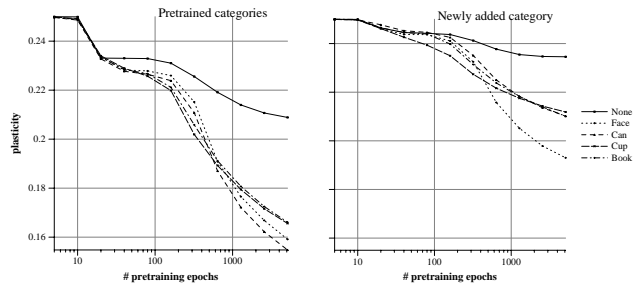 Pretrained categories
Newly added category
0.24
0.22
0.2
0.18
0.16
plasticity
10
100
1000
# pretraining epochs
10
100
1000
# pretraining epochs
None
Face
Can
Cup
Book